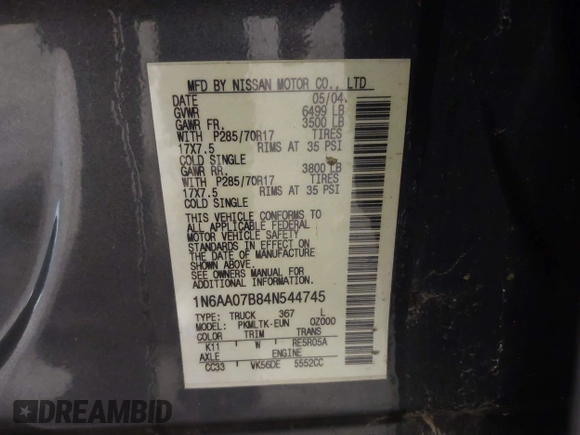 MFD BY NISSAN MOTOR CO., LTD
DATE 05/04
GVWR 6499 LB
GAWR FR. 3500 LB
WITH P285/70R17 TIRES
17X7.5 RIMS AT 35 PSI
COLD SINGLE
GAWR RR. 3800 LB
WITH P285/70R17 TIRES
17X7.5 RIMS AT 35 PSI
COLD SINGLE
THIS VEHICLE CONFORMS TO
ALL APPLICABLE FEDERAL
MOTOR VEHICLE SAFETY
STANDARDS IN EFFECT ON
THE DATE OF MANUFACTURE
SHOWN ABOVE.
SEE OWNERS MANUAL FOR
ADDITIONAL INFORMATION.
1N6AA07B84N544745
TYPE: TRUCK 367 L
MODEL: PKMLTK-EUN 0Z000
COLOR TRIM TRANS
K11 W RE5R05A
AXLE ENGINE
CC33 VK56DE 5552CC
DREAMBID